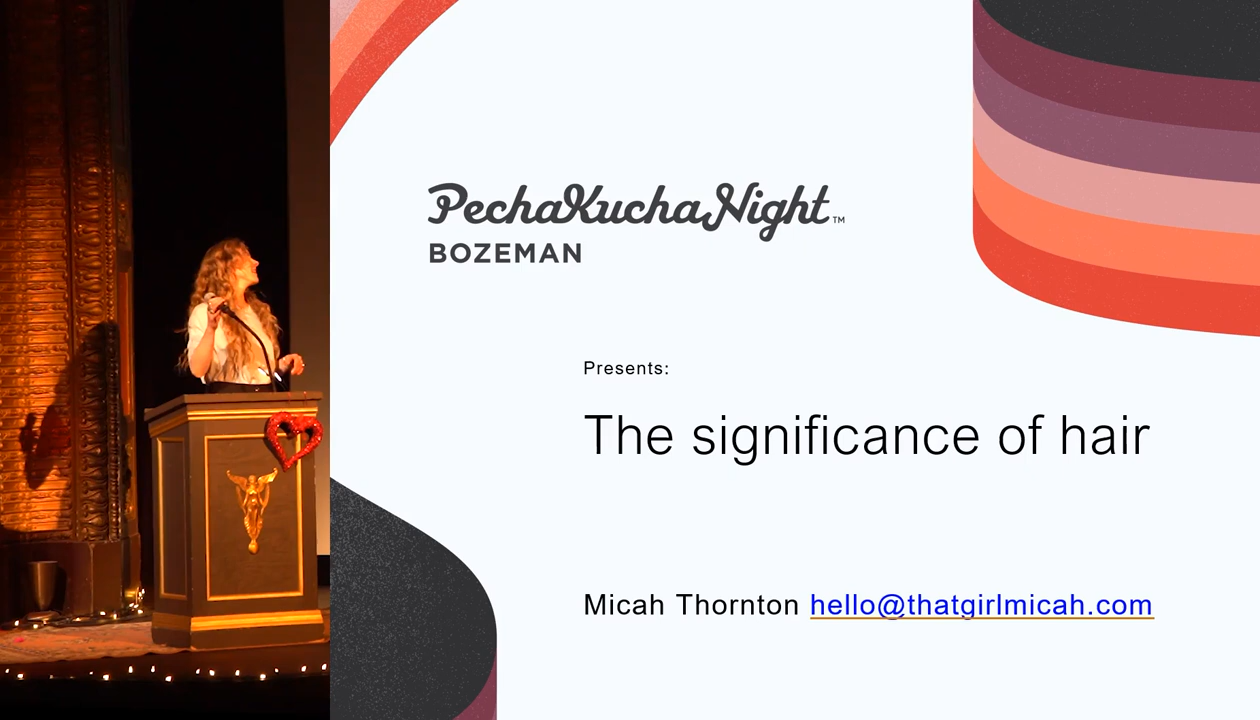 PechaKuchaNight™
BOZEMAN
Presents:
The significance of hair
Micah Thornton hello@thatgirlmicah.com